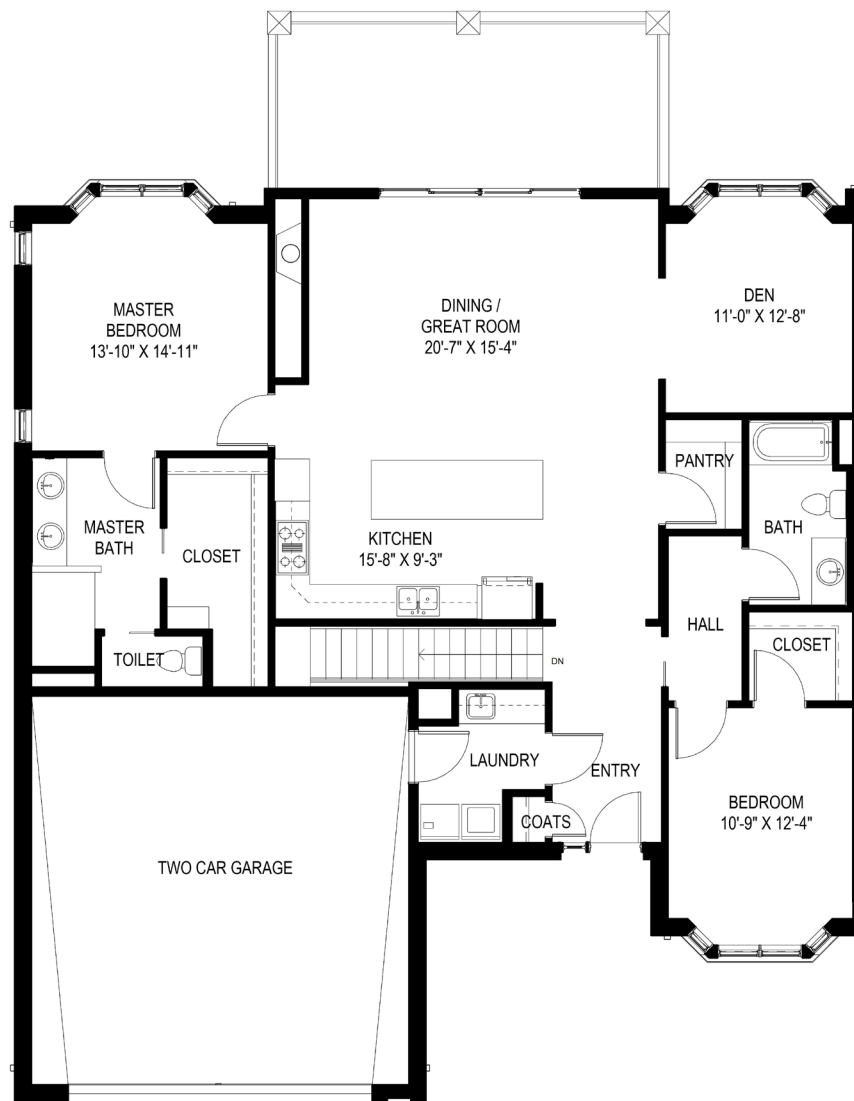 MASTER
BEDROOM
13'-10" X 14'-11"
DINING /
GREAT ROOM
20'-7" X 15'-4"
DEN
11'-0" X 12'-8"
PANTRY
BATH
MASTER
BATH
CLOSET
KITCHEN
15'-8" X 9'-3"
HALL
CLOSET
TOILET
DN
LAUNDRY
ENTRY
COATS
BEDROOM
10'-9" X 12'-4"
TWO CAR GARAGE